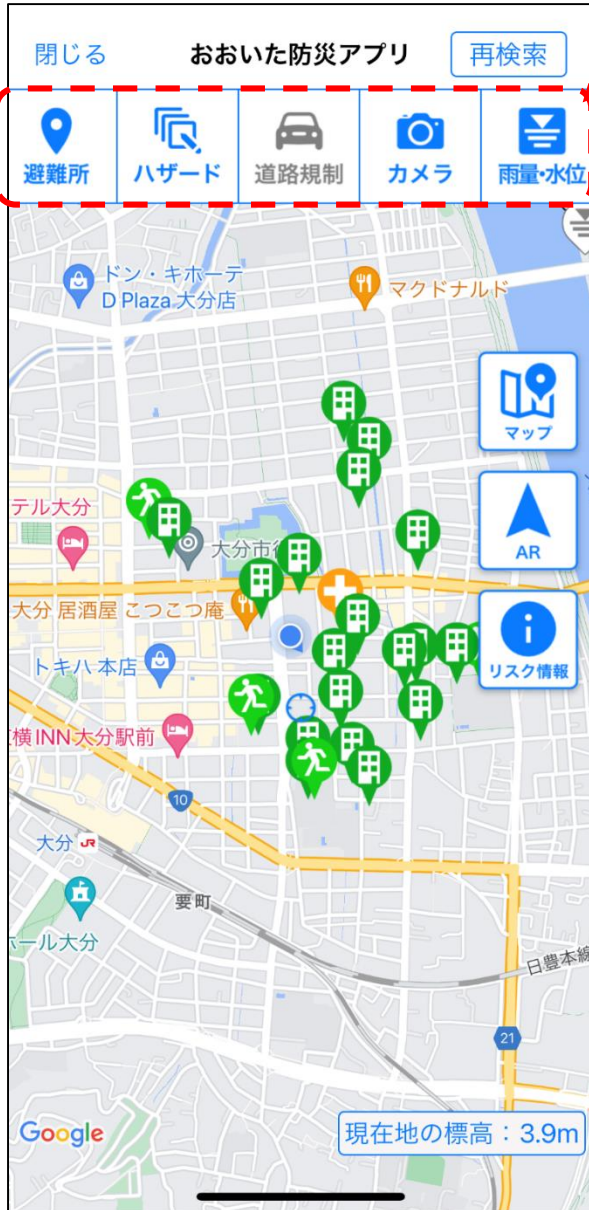 閉じる おおいた防災アプリ 再検索
避難所 ハザード 道路規制 カメラ 雨量・水位
ドン・キホーテ
D Plaza 大分店
マクドナルド
マップ
テル大分
大分市役
AR
大分 居酒屋 こつこつ庵
トキハ 本店
リスク情報
横INN大分駅前
10
大分 JR
要町
ホール大分
日豊本線
21
Google
現在地の標高：3.9m